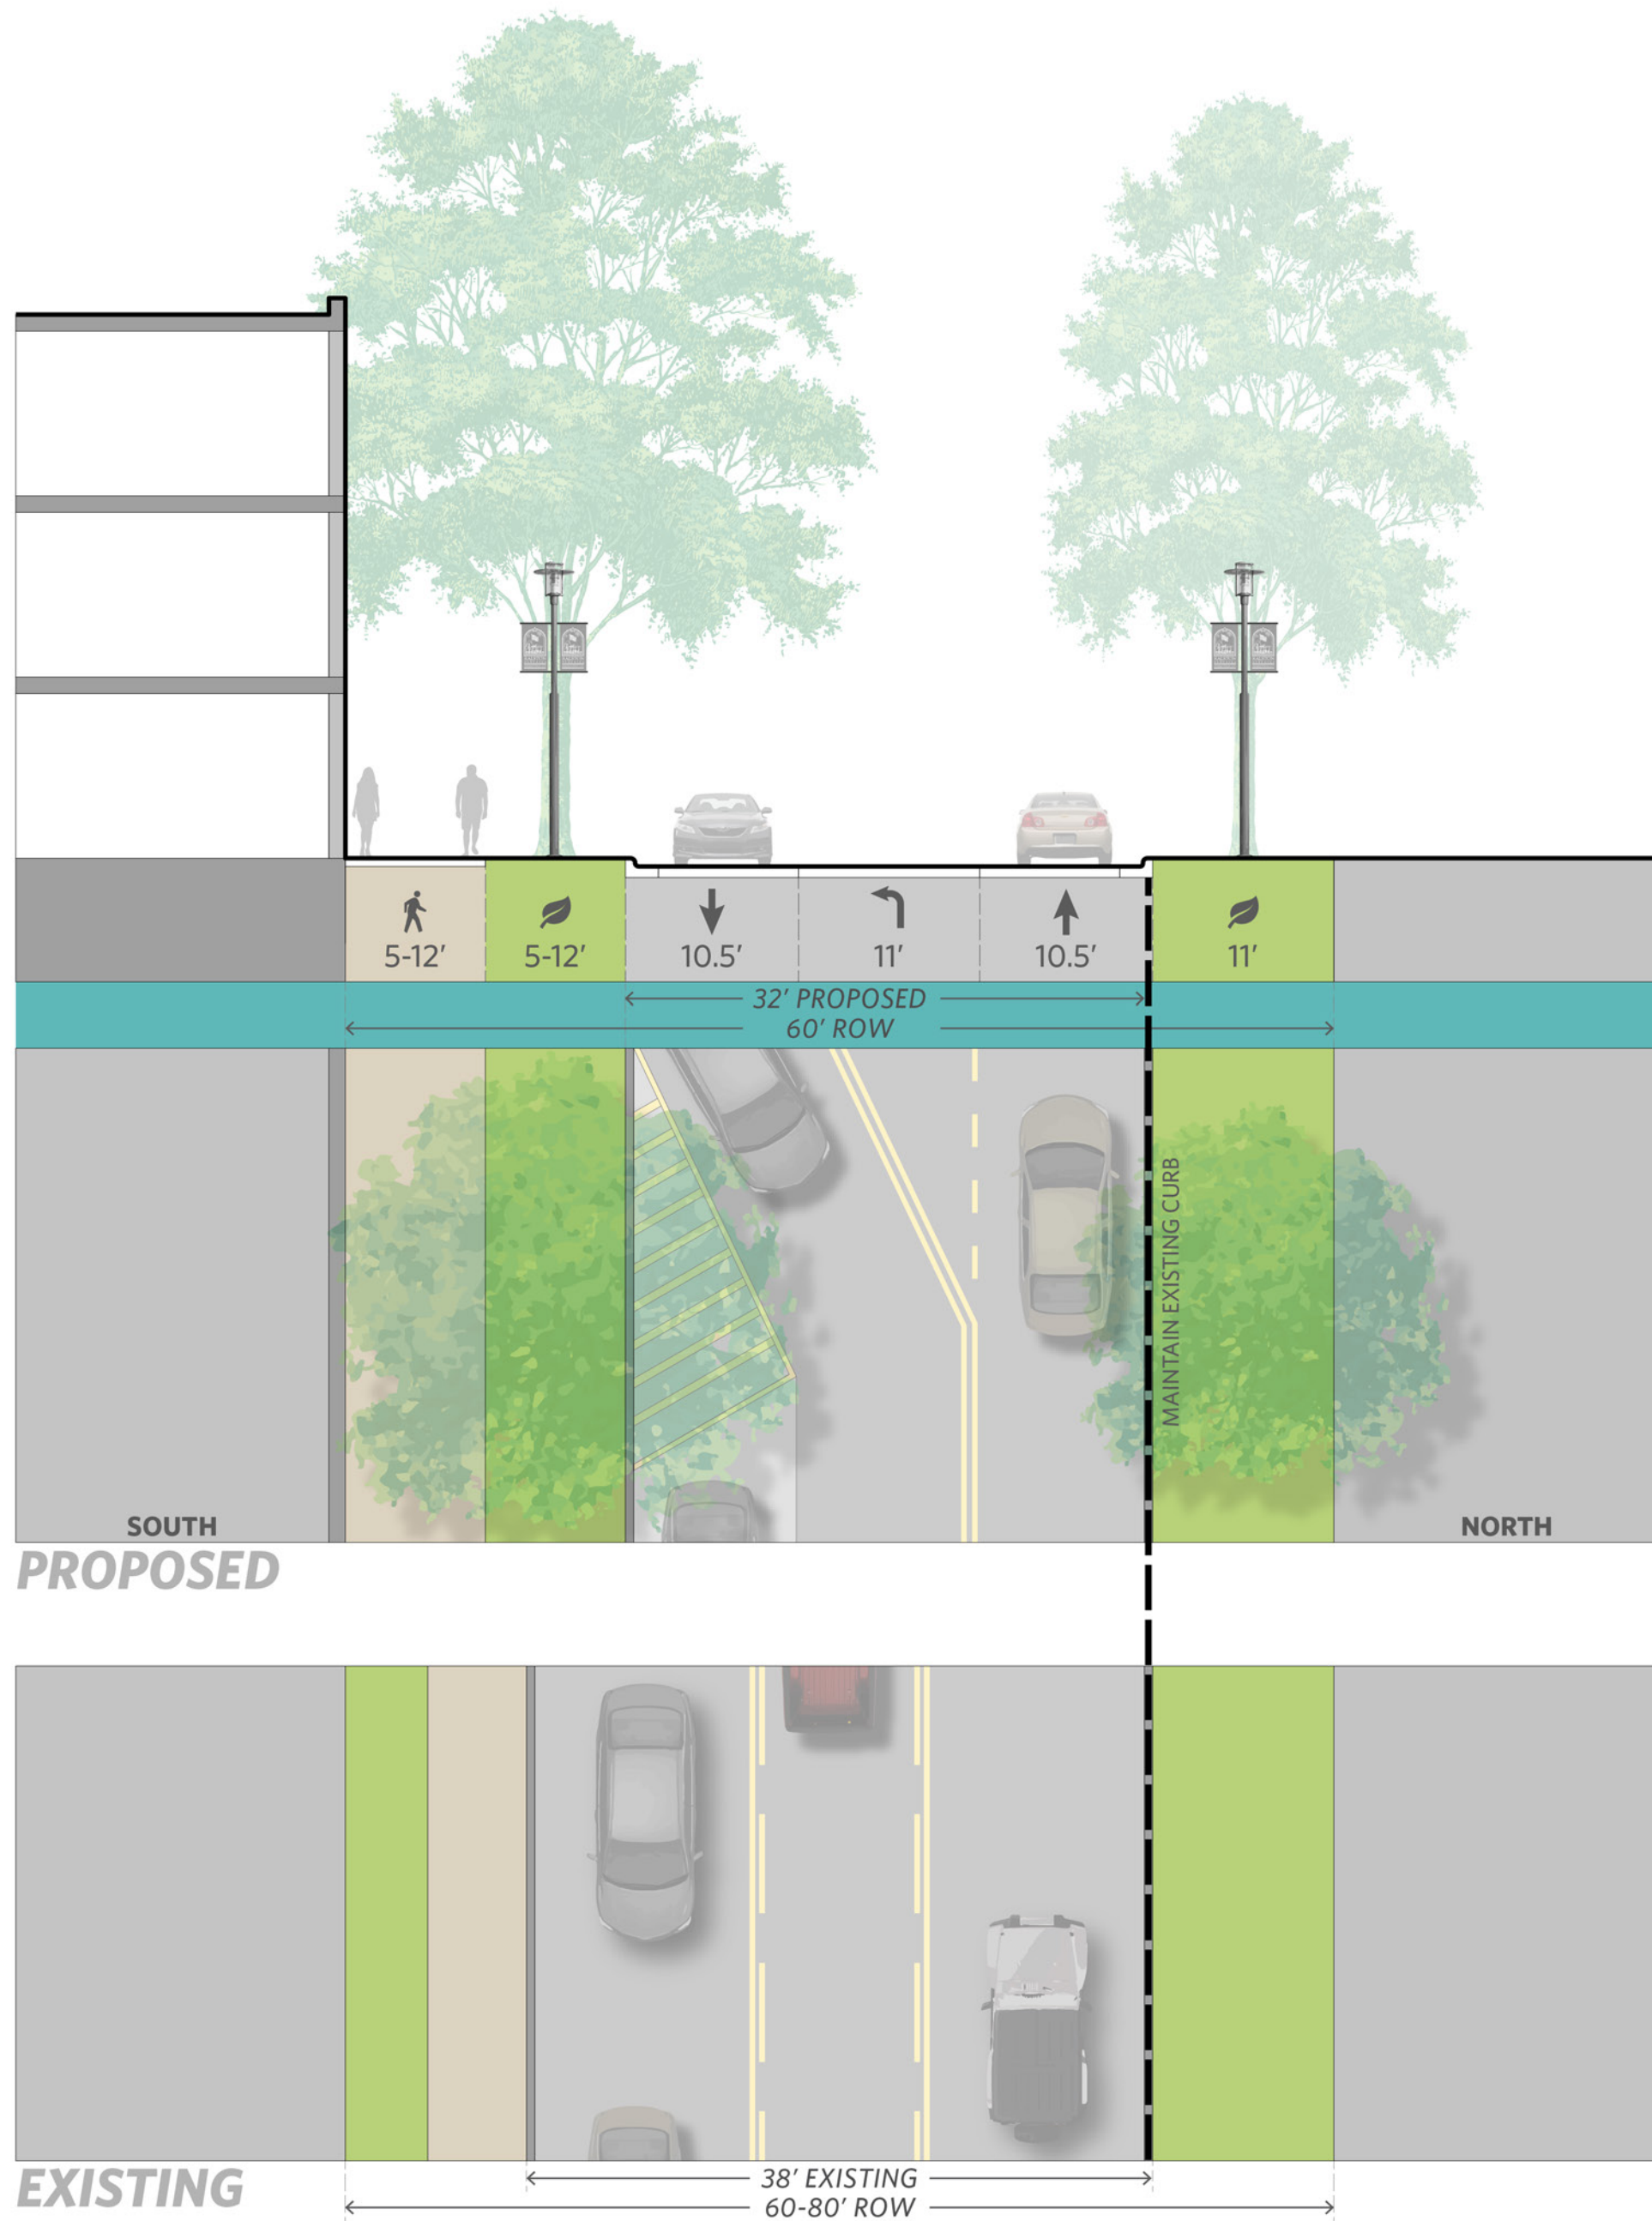 5-12′
5-12′
10.5′
11′
10.5′
11′
32′ PROPOSED
60′ ROW
MAINTAIN EXISTING CURB
SOUTH
NORTH
PROPOSED
EXISTING
38′ EXISTING
60-80′ ROW